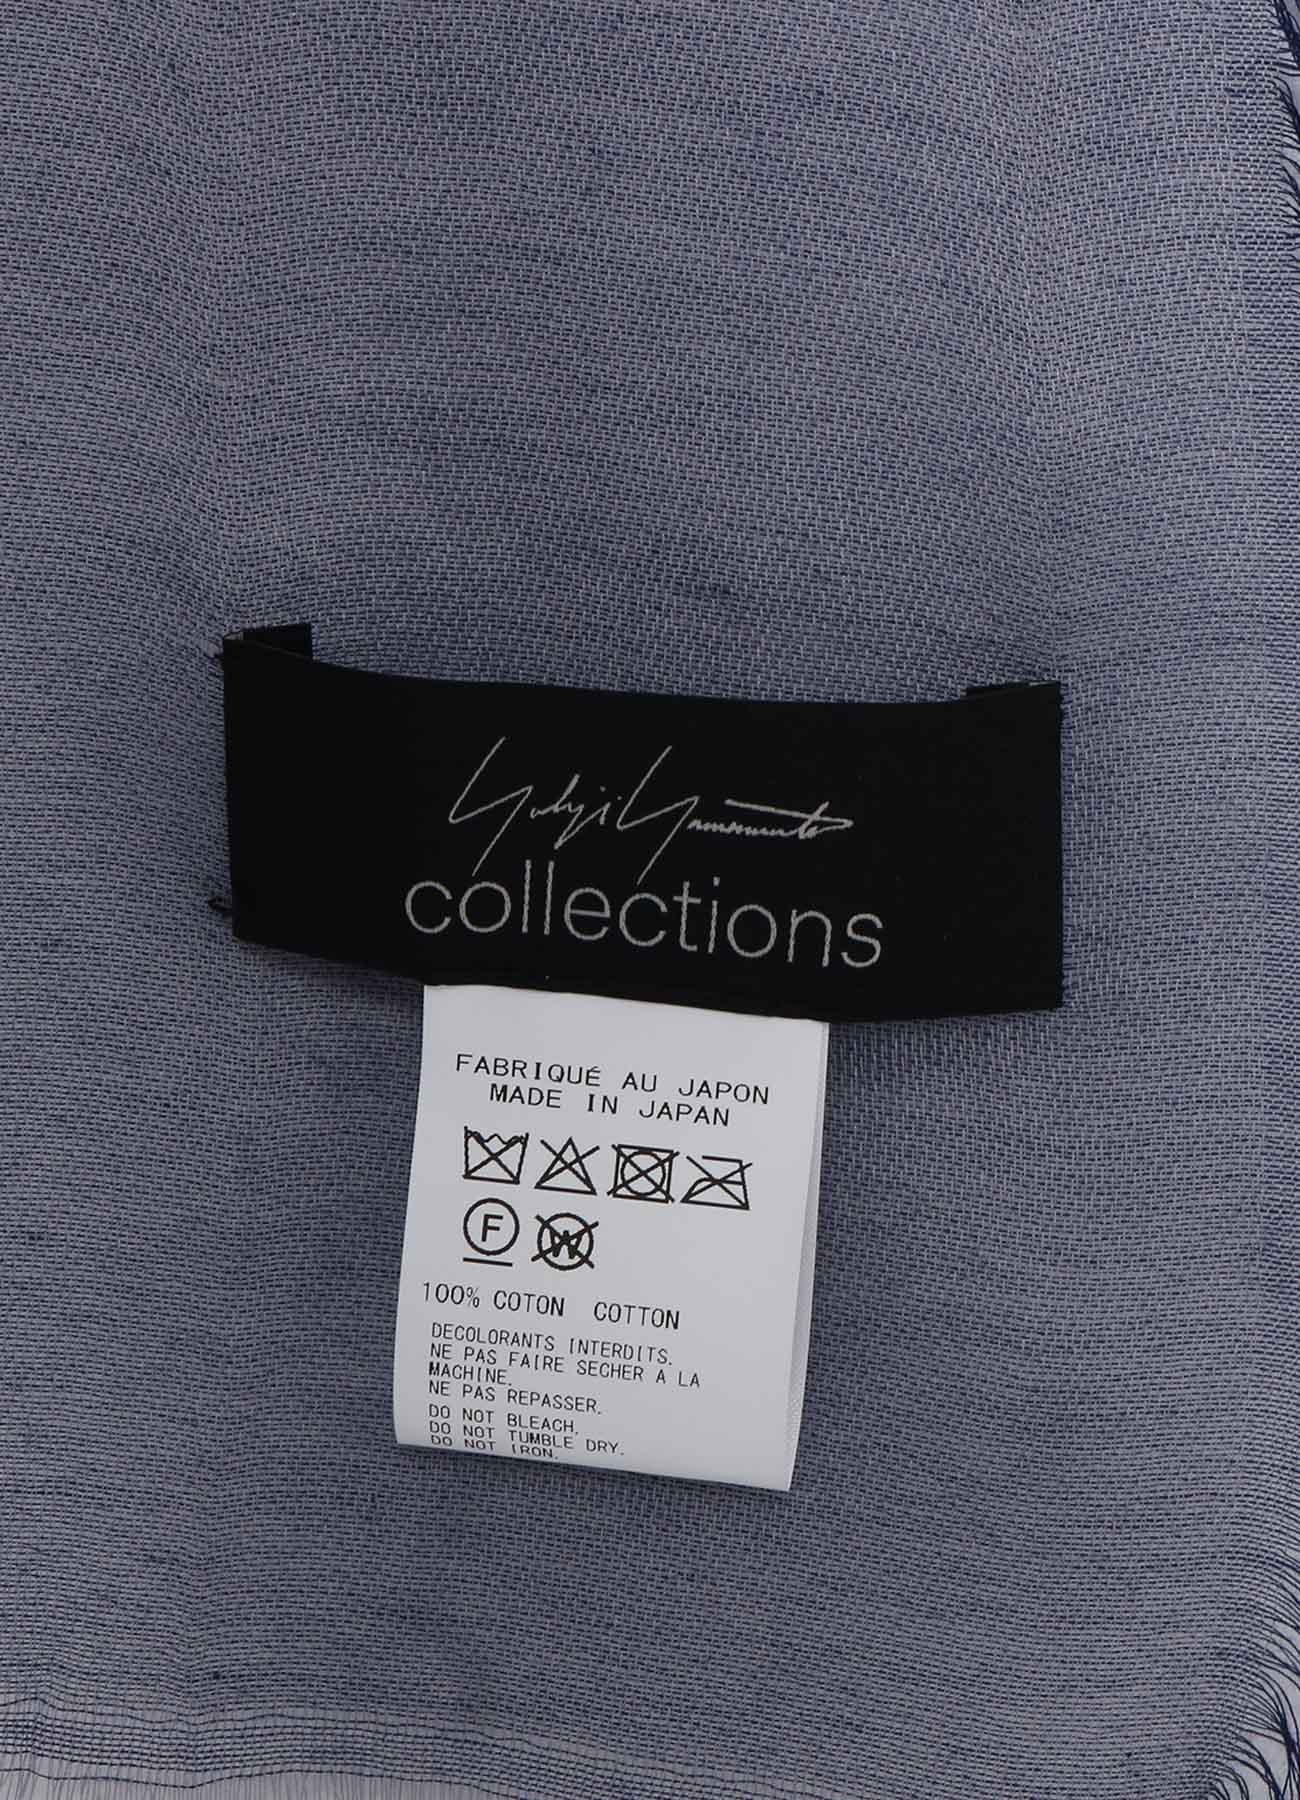 Yohji Yamamoto
collections
FABRIQUÉ AU JAPON
MADE IN JAPAN
F W
100% COTON COTTON
DECOLORANTS INTERDITS.
NE PAS FAIRE SECHER A LA
MACHINE.
NE PAS REPASSER.
DO NOT BLEACH.
DO NOT TUMBLE DRY.
DO NOT IRON.